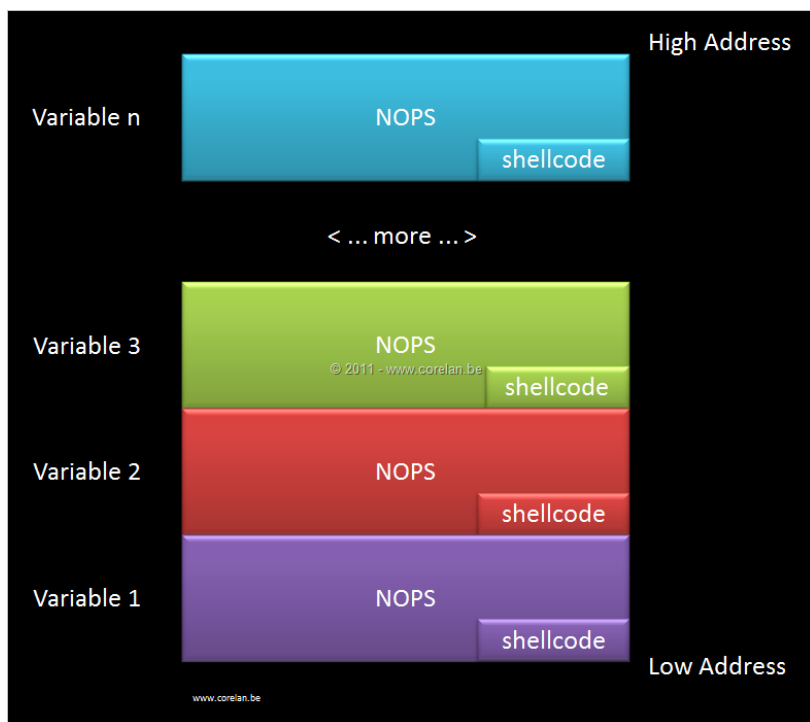 High Address
Variable n
NOPS
shellcode
< ... more ... >
Variable 3
NOPS
© 2011 - www.corelan.be
shellcode
Variable 2
NOPS
shellcode
Variable 1
NOPS
shellcode
Low Address
www.corelan.be